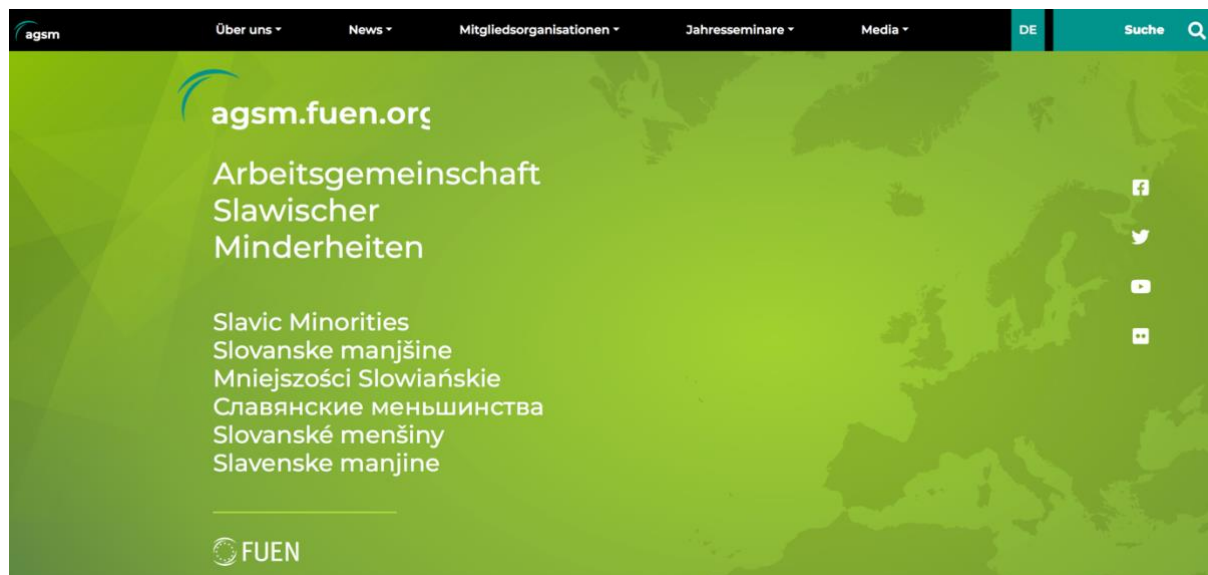 agsm
Über uns
News
Mitgliedsorganisationen
Jahresseminare
Media
DE
Suche
agsm.fuen.org
Arbeitsgemeinschaft
Slawischer
Minderheiten
Slavic Minorities
Slovanske manjšine
Mniejszości Slowiańskie
Славянские меньшинства
Slovanské menšiny
Slavenske manjine
FUEN